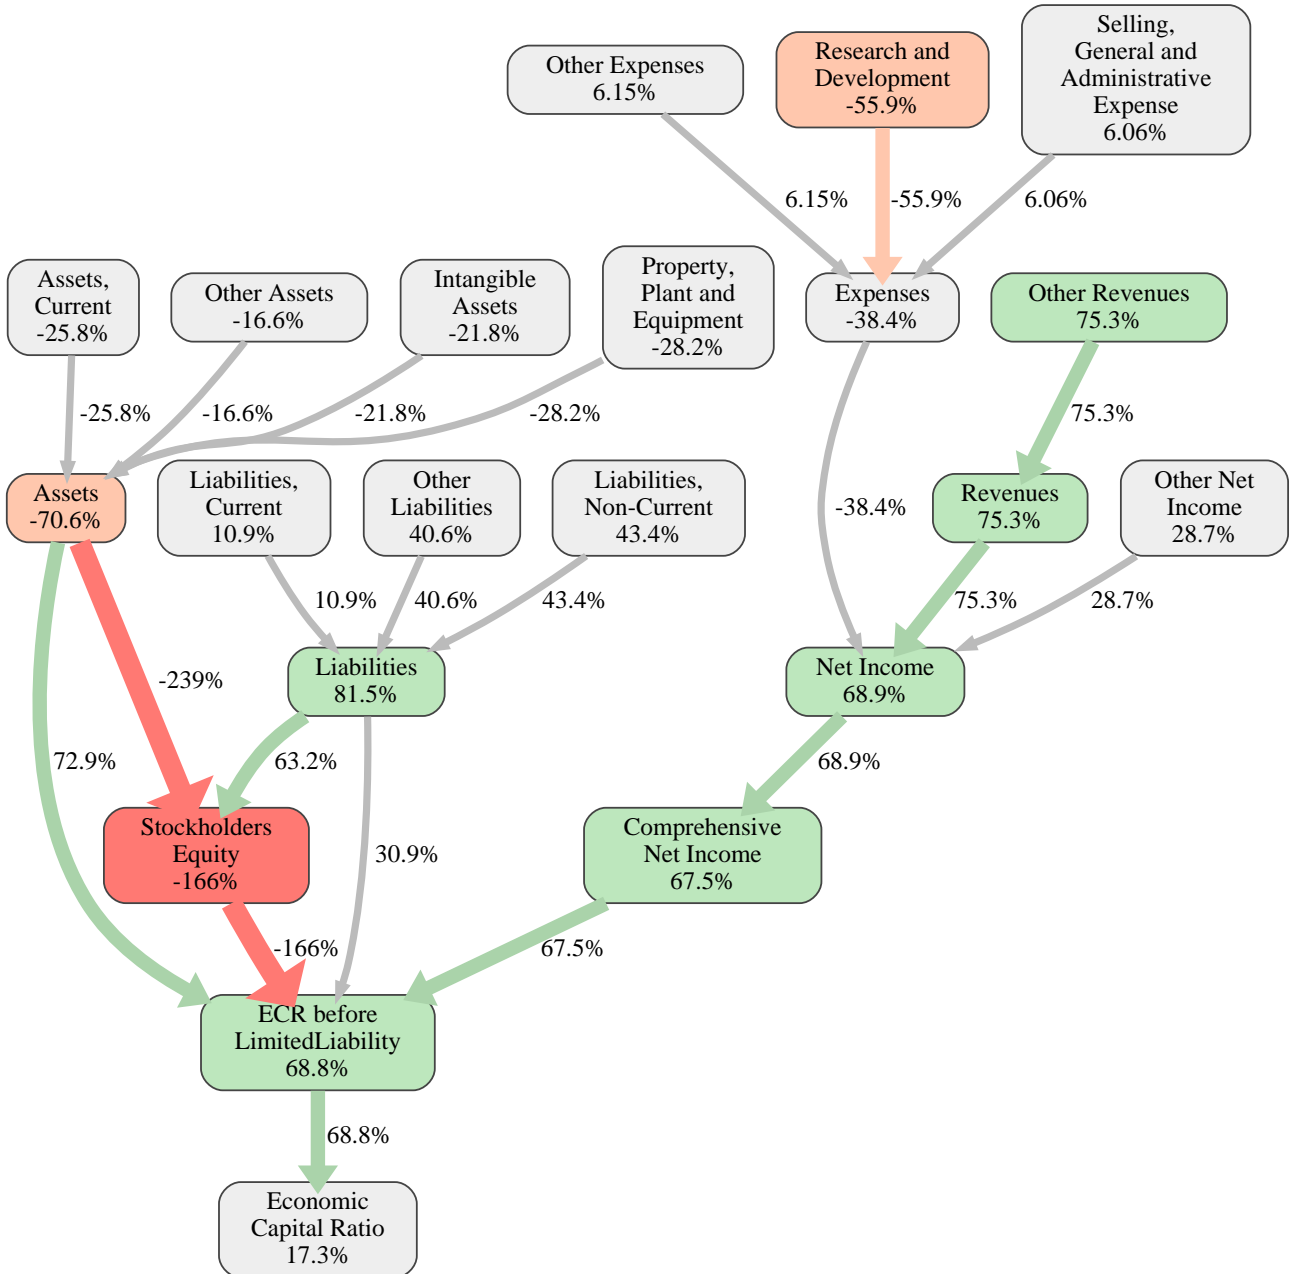 Other Expenses
6.15%
Research and
Development
-55.9%
Selling,
General and
Administrative
Expense
6.06%
6.15%
-55.9%
6.06%
Assets,
Current
-25.8%
Other Assets
-16.6%
Intangible
Assets
-21.8%
Property,
Plant and
Equipment
-28.2%
Expenses
-38.4%
Other Revenues
75.3%
-25.8%
-16.6%
-21.8%
-28.2%
75.3%
Assets
-70.6%
Liabilities,
Current
10.9%
Other
Liabilities
40.6%
Liabilities,
Non-Current
43.4%
-38.4%
Revenues
75.3%
Other Net
Income
28.7%
10.9%
40.6%
43.4%
75.3%
28.7%
-239%
Liabilities
81.5%
Net Income
68.9%
72.9%
63.2%
68.9%
Stockholders
Equity
-166%
30.9%
Comprehensive
Net Income
67.5%
-166%
67.5%
ECR before
LimitedLiability
68.8%
68.8%
Economic
Capital Ratio
17.3%